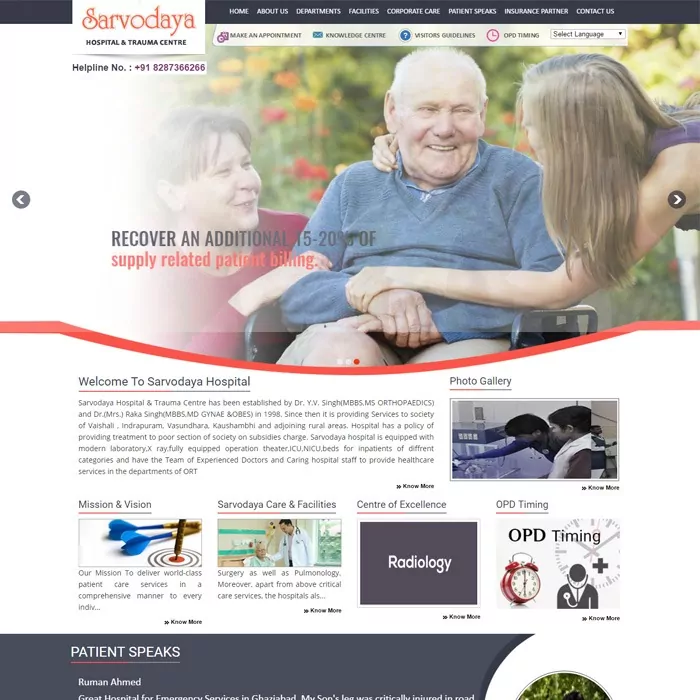 Sarvodaya
HOSPITAL & TRAUMA CENTRE
HOME ABOUT US DEPARTMENTS FACILITIES CORPORATE CARE PATIENT SPEAKS INSURANCE PARTNER CONTACT US
MAKE AN APPOINTMENT KNOWLEDGE CENTRE VISITORS GUIDELINES OPD TIMING Select Language
Helpline No. : +91 8287366266
RECOVER AN ADDITIONAL 15-20% OF
supply related patient billing...
Welcome To Sarvodaya Hospital
Sarvodaya Hospital & Trauma Centre has been established by Dr. Y.V. Singh(MBBS.MS ORTHOPAEDICS)
and Dr.(Mrs.) Raka Singh(MBBS.MD GYNAE &OBES) in 1998. Since then it is providing Services to society
of Vaishali , Indrapuram, Vasundhara, Kaushambhi and adjoining rural areas. Hospital has a policy of
providing treatment to poor section of society on subsidies charge. Sarvodaya hospital is equipped with
modern laboratory,X ray,fully equipped operation theater,ICU,NICU,beds for inpatients of diffrent
categories and have the Team of Experienced Doctors and Caring hospital staff to provide healthcare
services in the departments of ORT
Know More
Photo Gallery
Know More
Mission & Vision
Our Mission To deliver world-class
patient care services in a
comprehensive manner to every
indiv...
Know More
Sarvodaya Care & Facilities
Surgery as well as Pulmonology.
Moreover, apart from above critical
care services, the hospitals als...
Know More
Centre of Excellence
Radiology
Know More
OPD Timing
OPD Timing
Know More
PATIENT SPEAKS
Ruman Ahmed
Great Hospital for Emergency Services in Ghaziabad. My Son's leg was critically injured in road